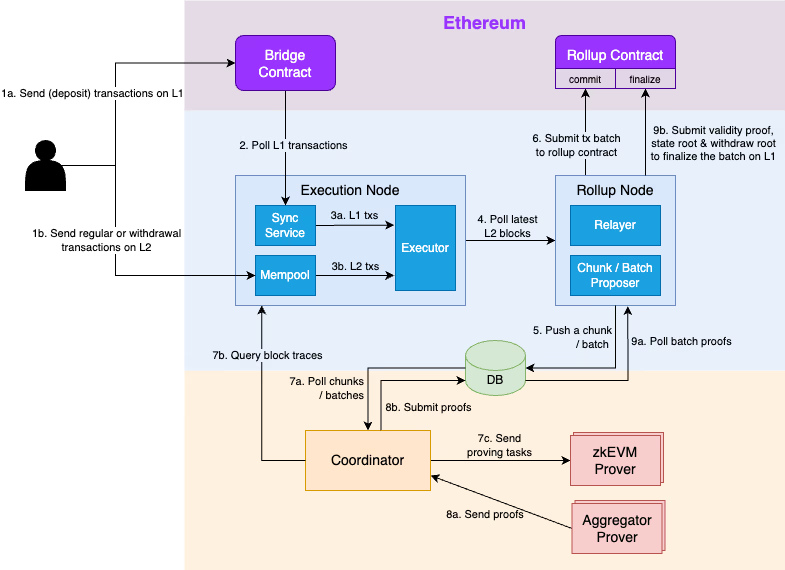 Ethereum
Bridge
Contract
Rollup Contract
commit
finalize
1a. Send (deposit) transactions on L1
2. Poll L1 transactions
6. Submit tx batch
to rollup contract
9b. Submit validity proof,
state root & withdraw root
to finalize the batch on L1
Execution Node
Rollup Node
Sync
Service
3a. L1 txs
Executor
4. Poll latest
L2 blocks
Relayer
1b. Send regular or withdrawal
transactions on L2
Mempool
3b. L2 txs
Chunk / Batch
Proposer
5. Push a chunk
/ batch
9a. Poll batch proofs
7b. Query block traces
DB
7a. Poll chunks
/ batches
8b. Submit proofs
Coordinator
7c. Send
proving tasks
zkEVM
Prover
8a. Send proofs
Aggregator
Prover